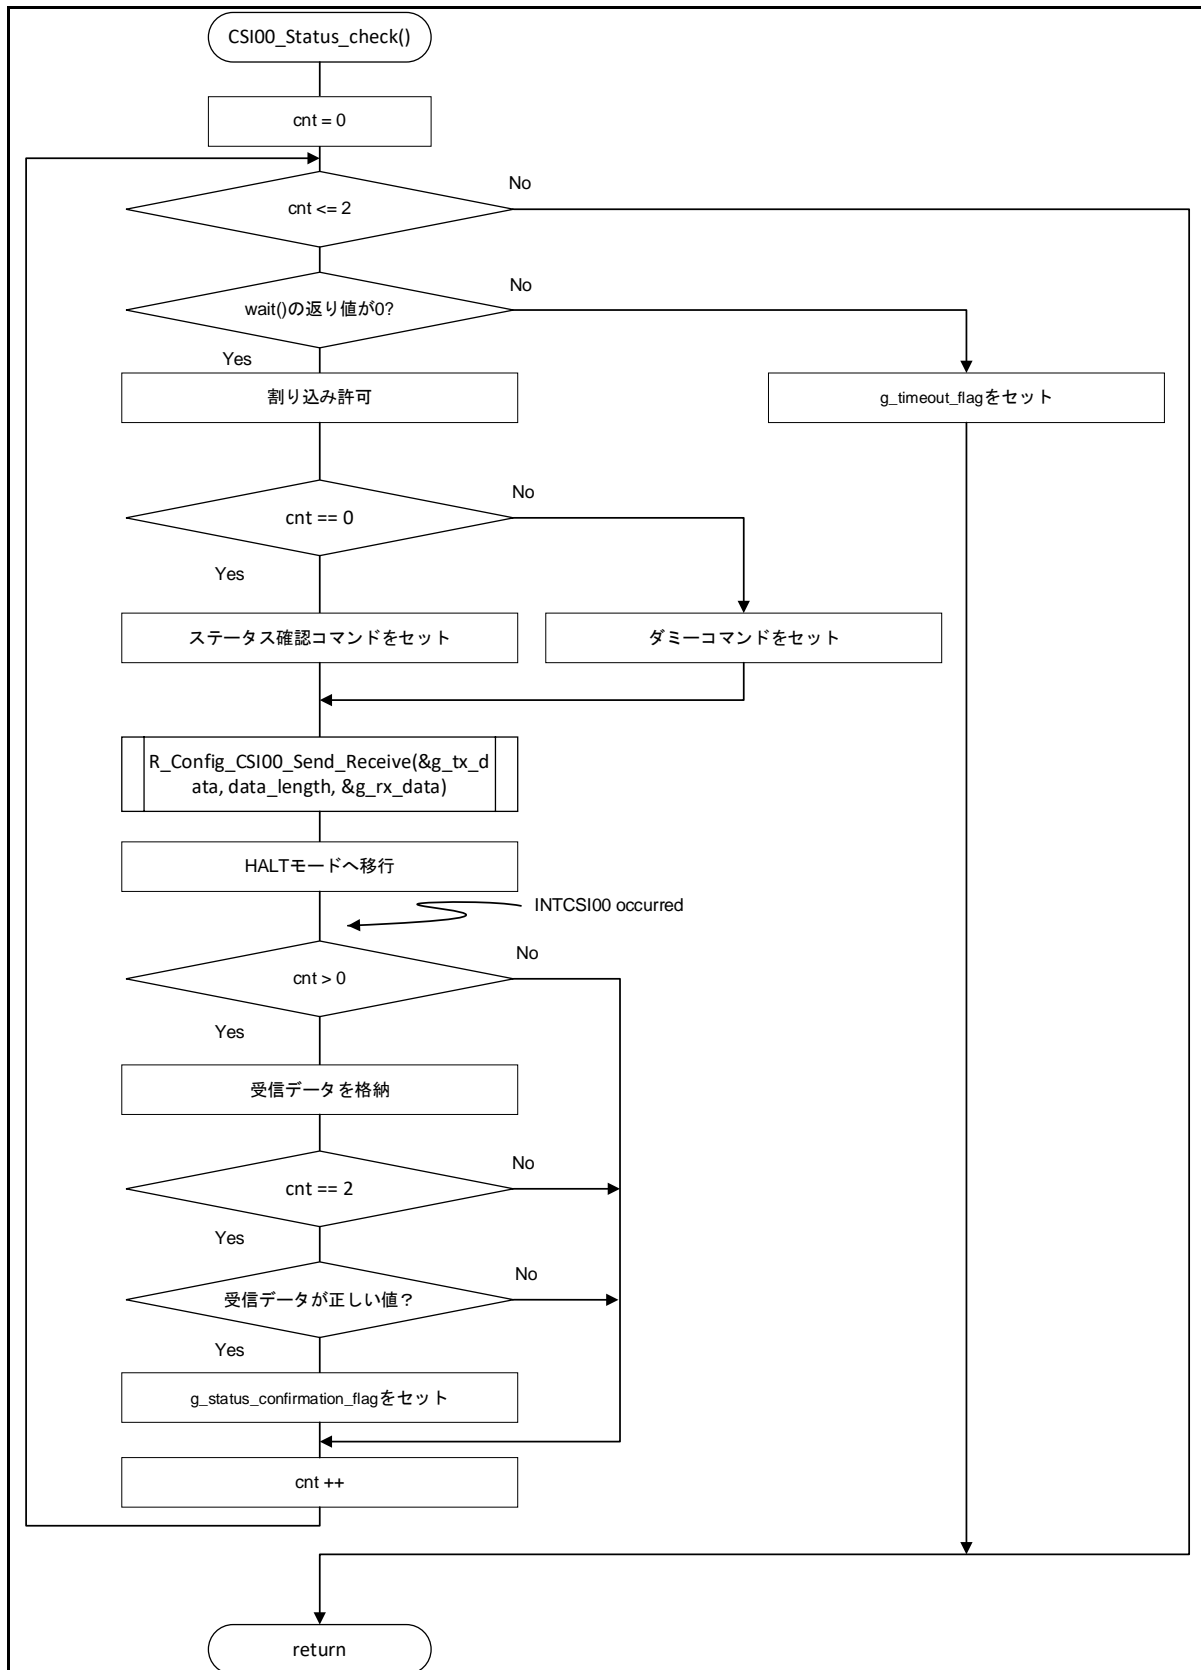 CSI00_Status_check()
cnt = 0
No
cnt <= 2
No
wait()の返り値が0?
Yes
割り込み許可
g_timeout_flagをセット
No
cnt == 0
Yes
ステータス確認コマンドをセット
ダミーコマンドをセット
R_Config_CSI00_Send_Receive(&g_tx_d
ata, data_length, &g_rx_data)
HALTモードへ移行
INTCSI00 occurred
No
cnt > 0
Yes
受信データを格納
No
cnt == 2
Yes
No
受信データが正しい値？
Yes
g_status_confirmation_flagをセット
cnt ++
return